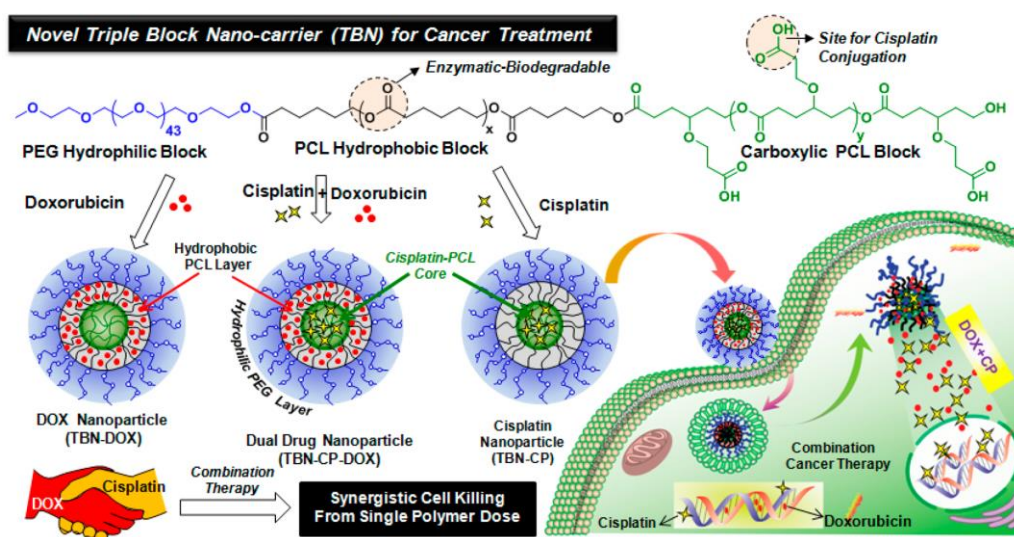 Novel Triple Block Nano-carrier (TBN) for Cancer Treatment
OH
O
Site for Cisplatin
Conjugation
Enzymatic-Biodegradable
O
O
O
O
O
O
43
O
O
O
O
x
O
O
O
O
O
O
y
O
O
OH
O
O
O
OH
O
OH
PEG Hydrophilic Block
PCL Hydrophobic Block
Carboxylic PCL Block
Doxorubicin
Cisplatin + Doxorubicin
Cisplatin
Hydrophobic
PCL Layer
Cisplatin-PCL
Core
Hydrophilic PEG Layer
DOX Nanoparticle
(TBN-DOX)
Dual Drug Nanoparticle
(TBN-CP-DOX)
Cisplatin
Nanoparticle
(TBN-CP)
DOX+CP
Combination
Cancer Therapy
DOX
Cisplatin
Combination
Therapy
Synergistic Cell Killing
From Single Polymer Dose
Cisplatin
Doxorubicin